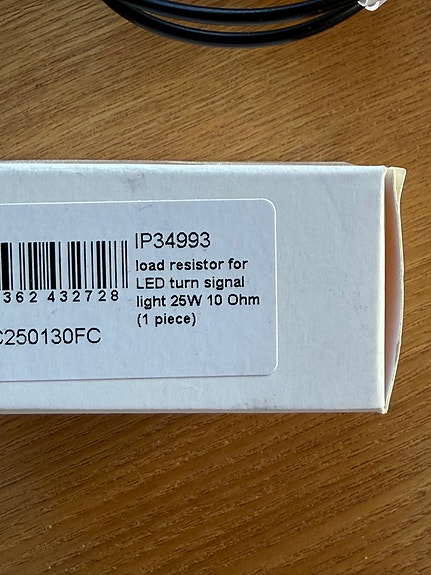 IP34993
load resistor for
LED turn signal
light 25W 10 Ohm
(1 piece)
362 432728
C250130FC